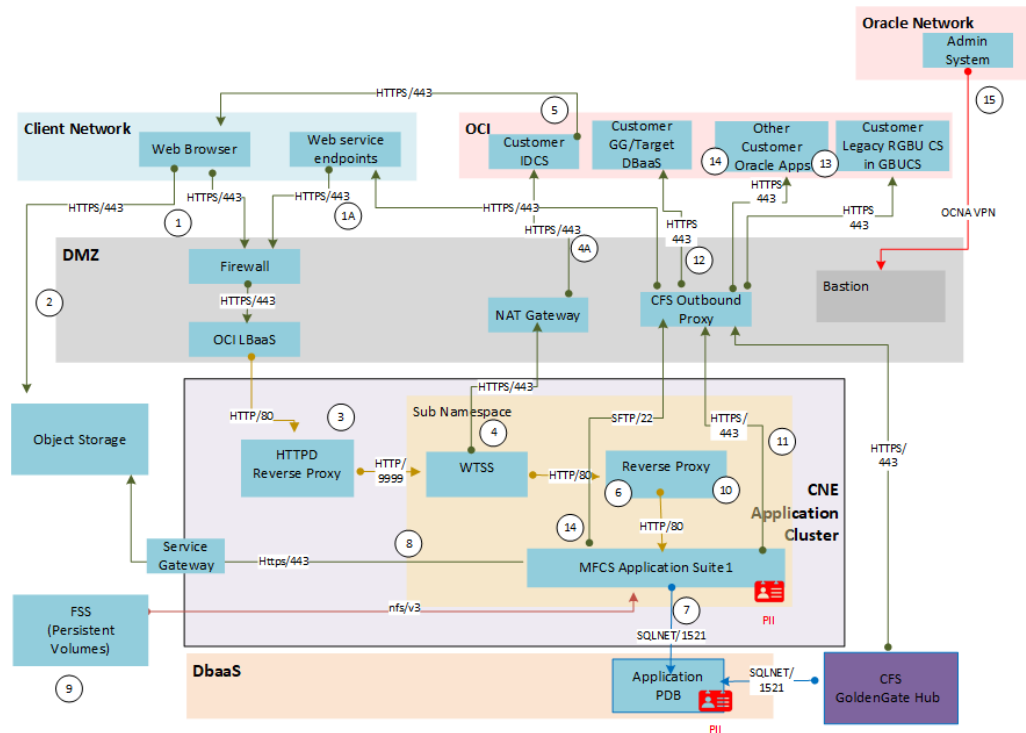 Oracle Network
Admin
System
15
HTTPS/443
5
Client Network
Web Browser
Web service
endpoints
OCI
Customer
IDCS
Customer
GG/Target
DBaaS
Other
Customer
Oracle Apps
14
13
Customer
Legacy RGBU CS
in GBUCS
HTTPS/443
HTTPS/443
HTTPS/443
1
1A
HTTPS/443
4A
HTTPS
443
12
HTTPS
443
HTTPS
443
OCNA VPN
DMZ
2
Firewall
HTTPS/443
OCI LBaaS
NAT Gateway
CFS Outbound
Proxy
Bastion
HTTP/80
3
HTTPS/443
Sub Namespace
4
SFTP/22
HTTPS/
443
11
HTTPS/
443
Object Storage
HTTPD
Reverse Proxy
HTTP/
9999
WTSS
HTTP/80
Reverse Proxy
6
10
CNE
Application
Cluster
HTTP/80
14
8
Service
Gateway
Https/443
MFCS Application Suite1
PII
FSS
(Persistent
Volumes)
nfs/v3
7
SQLNET/1521
9
DbaaS
Application
PDB
PII
SQLNET/
1521
CFS
GoldenGate Hub